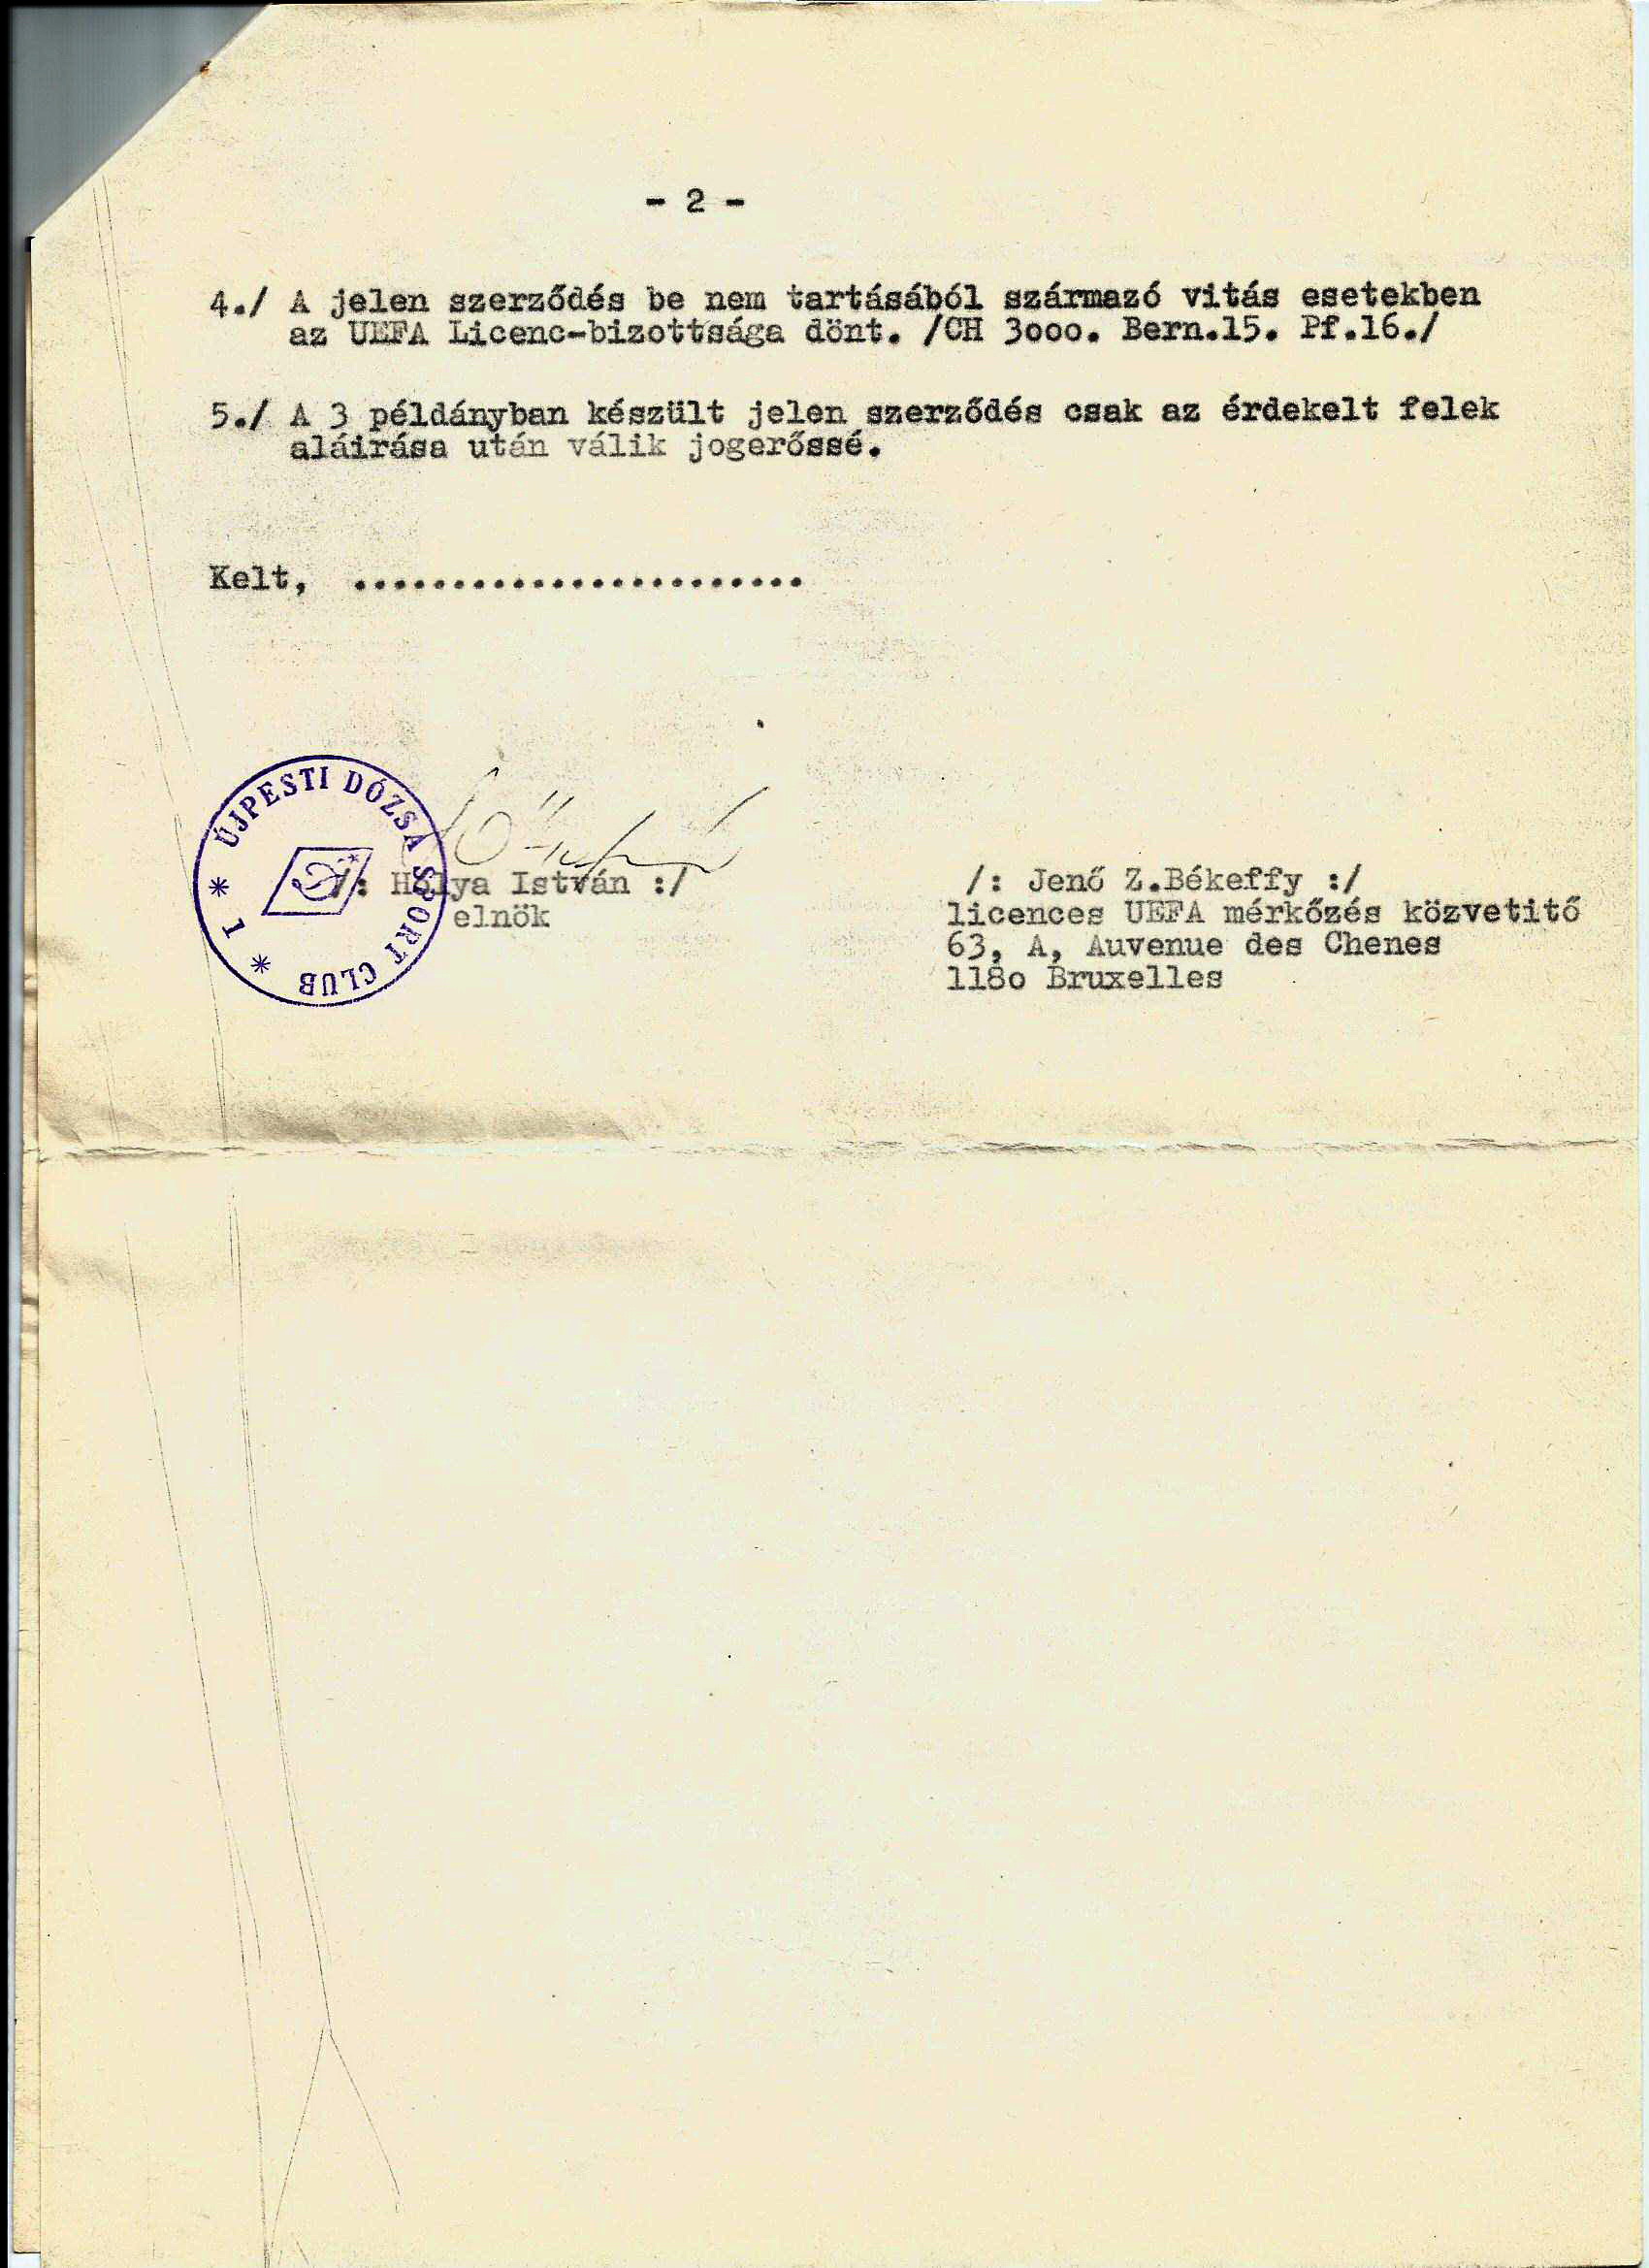 - 2 -
4./ A jelen szerződés be nem tartásából származó vitás esetekben
az UEFA Licenc-bizottsága dönt. /CH 3ooo. Bern.15. Pf.16./
5./ A 3 példányban készült jelen szerződés csak az érdekelt felek
aláirása után válik jogerőssé.
Kelt, .......................
ÚJPESTI DÓZSA SPORT CLUB
* 1 *
/: Hólya István :/
elnök
/: Jenő Z.Békeffy :/
licences UEFA mérkőzés közvetitő
63, A, Auvenue des Chenes
118o Bruxelles